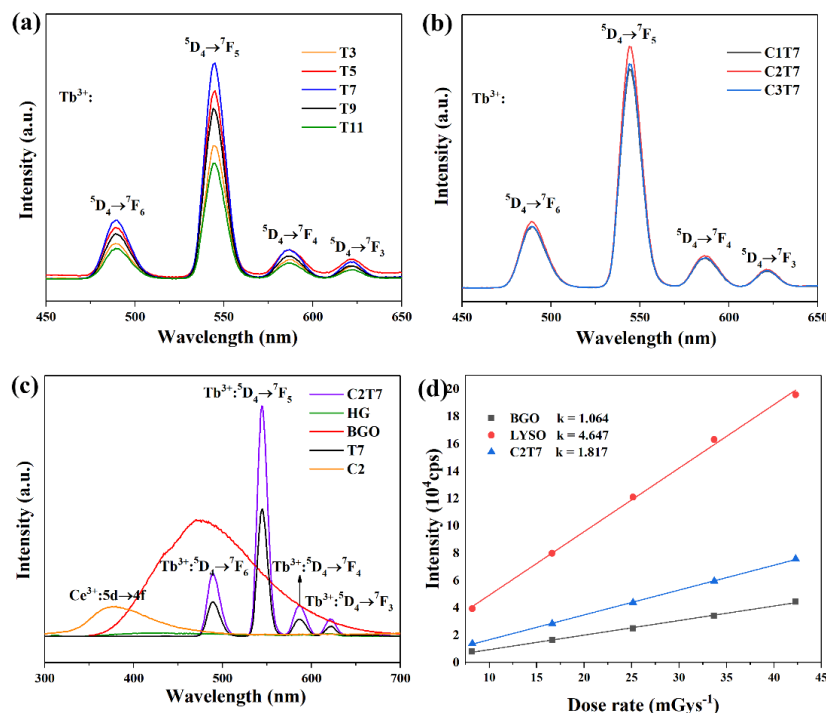 (a)
⁵D₄→⁷F₅
T3
T5
T7
T9
T11
Tb³⁺:
⁵D₄→⁷F₆
⁵D₄→⁷F₄
⁵D₄→⁷F₃
Intensity (a.u.)
450 500 550 600 650
Wavelength (nm)
(b)
⁵D₄→⁷F₅
C1T7
C2T7
C3T7
Tb³⁺:
⁵D₄→⁷F₆
⁵D₄→⁷F₄
⁵D₄→⁷F₃
Intensity (a.u.)
450 500 550 600 650
Wavelength (nm)
(c)
Tb³⁺:⁵D₄→⁷F₅
C2T7
HG
BGO
T7
C2
Tb³⁺:⁵D₄→⁷F₆
Tb³⁺:⁵D₄→⁷F₄
Ce³⁺:5d→4f
Tb³⁺:⁵D₄→⁷F₃
Intensity (a.u.)
300 400 500 600 700
Wavelength (nm)
(d)
BGO k = 1.064
LYSO k = 4.647
C2T7 k = 1.817
Intensity (10⁴cps)
20
18
16
14
12
10
8
6
4
2
0
10 15 20 25 30 35 40 45
Dose rate (mGys⁻¹)